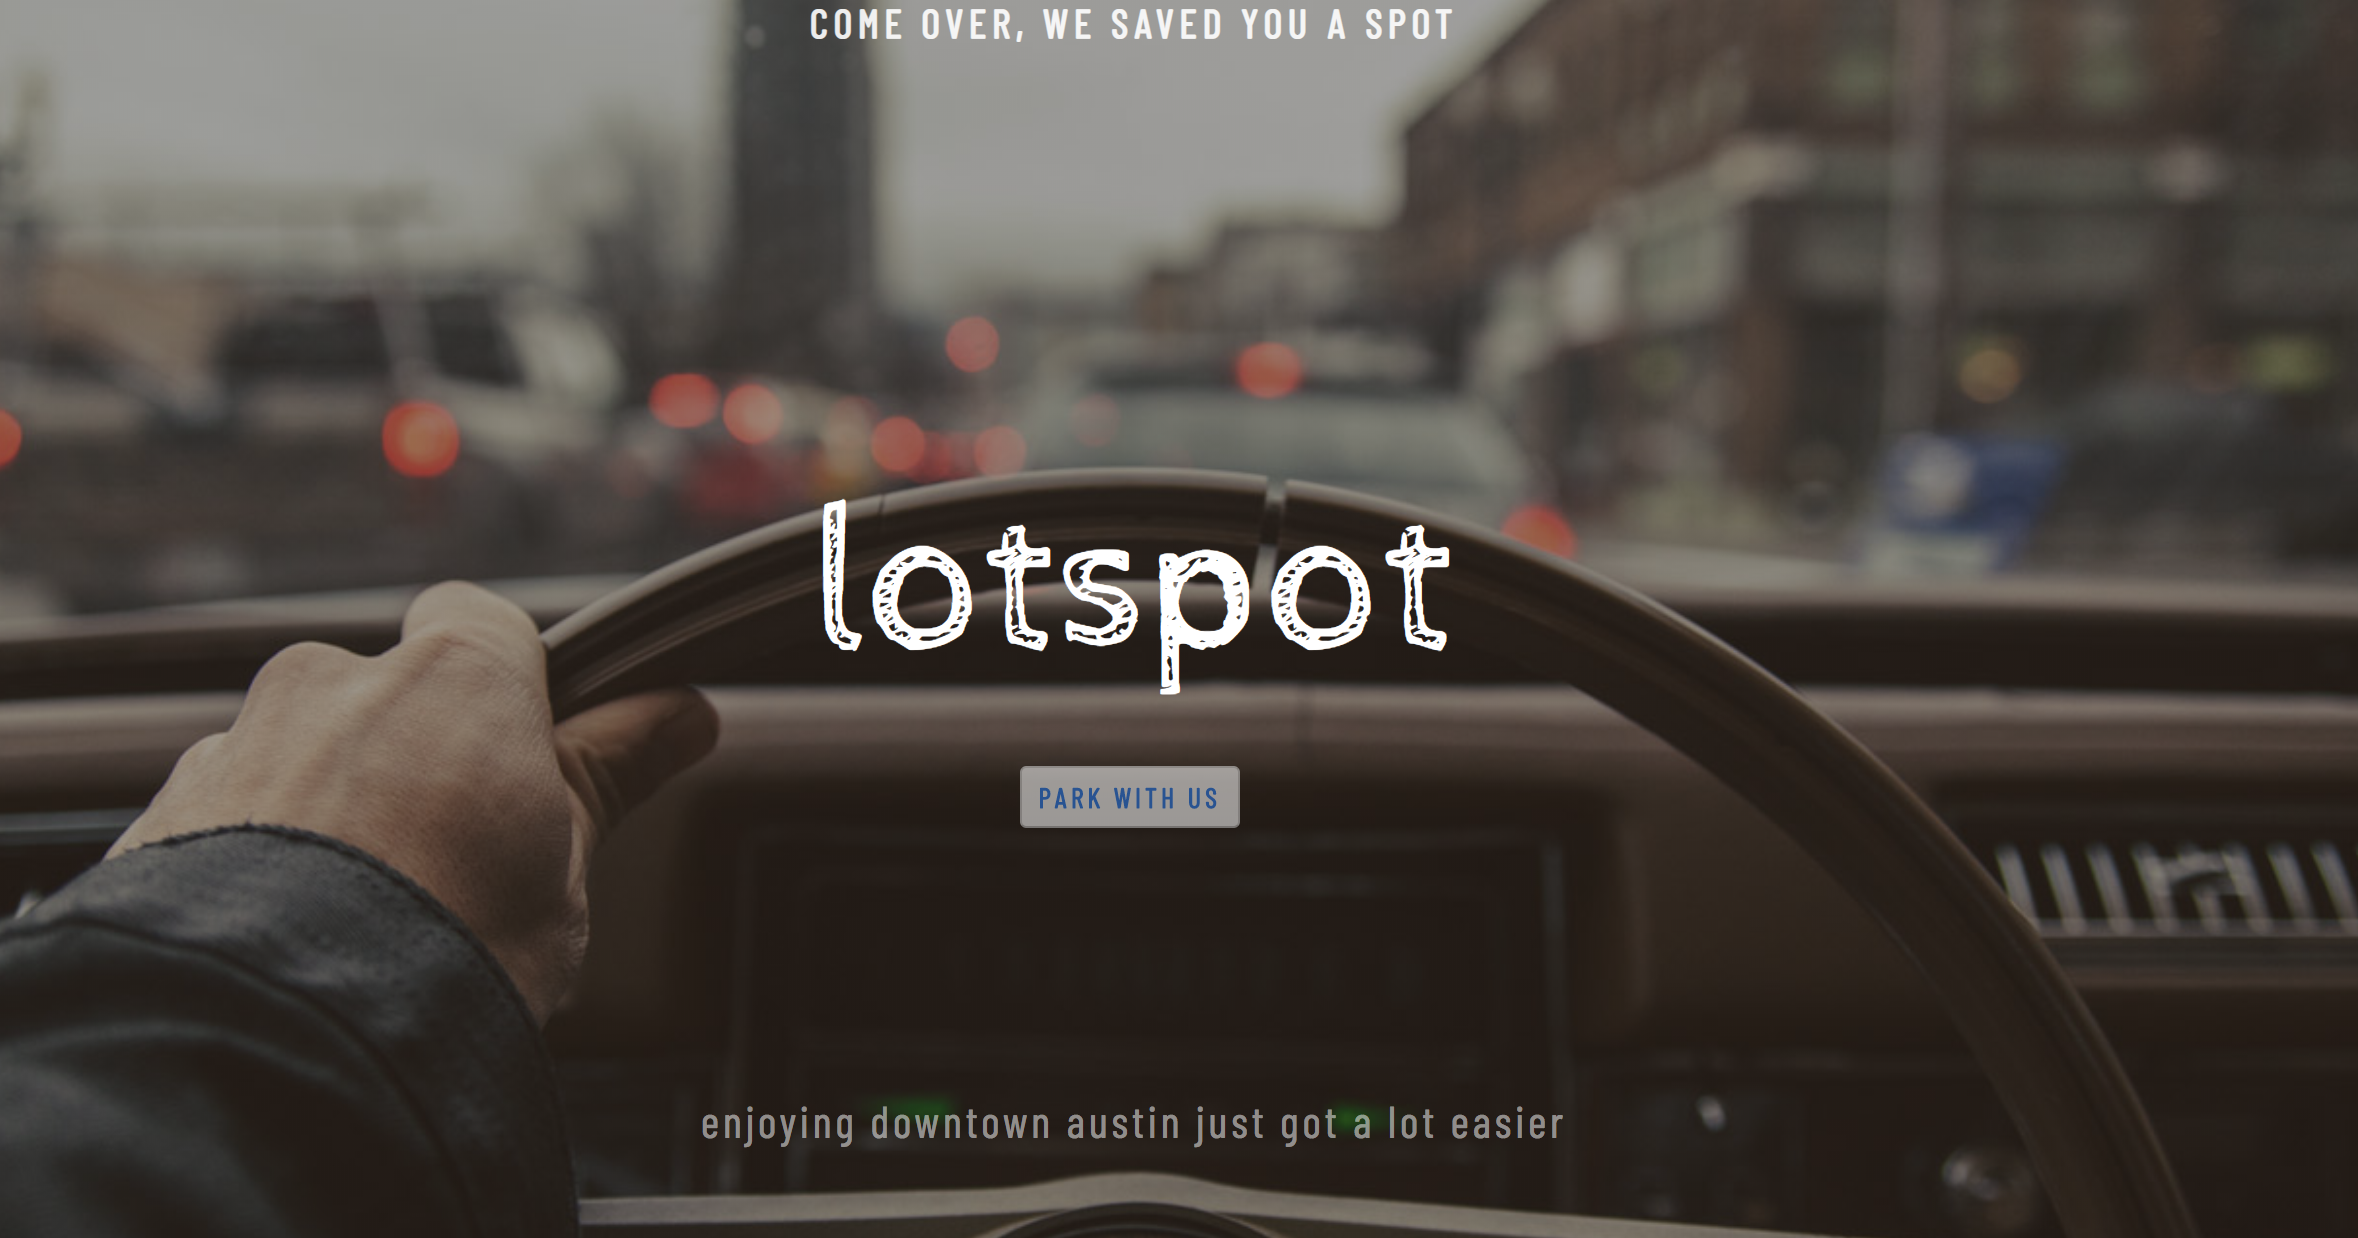 COME OVER, WE SAVED YOU A SPOT
lotspot
PARK WITH US
enjoying downtown austin just got a lot easier